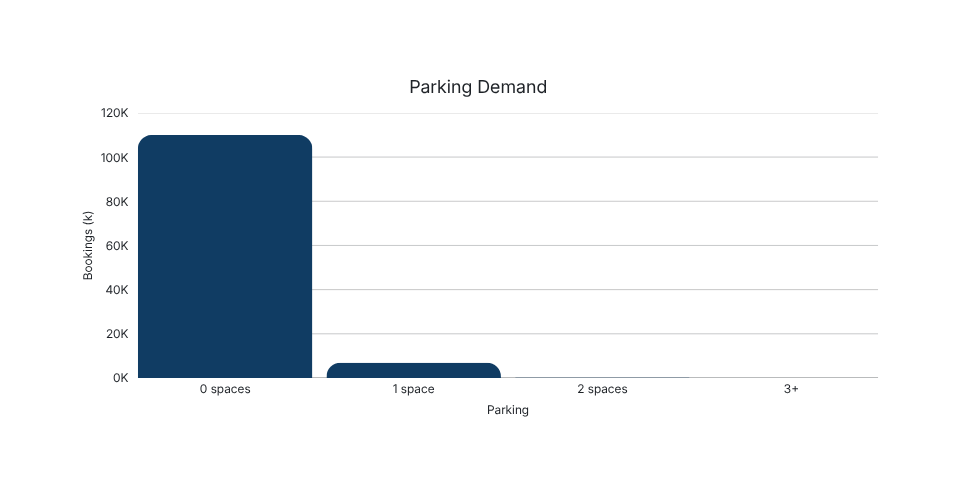 Parking Demand
120K
100K
80K
60K
40K
20K
0K
Bookings (k)
0 spaces
1 space
2 spaces
3+
Parking